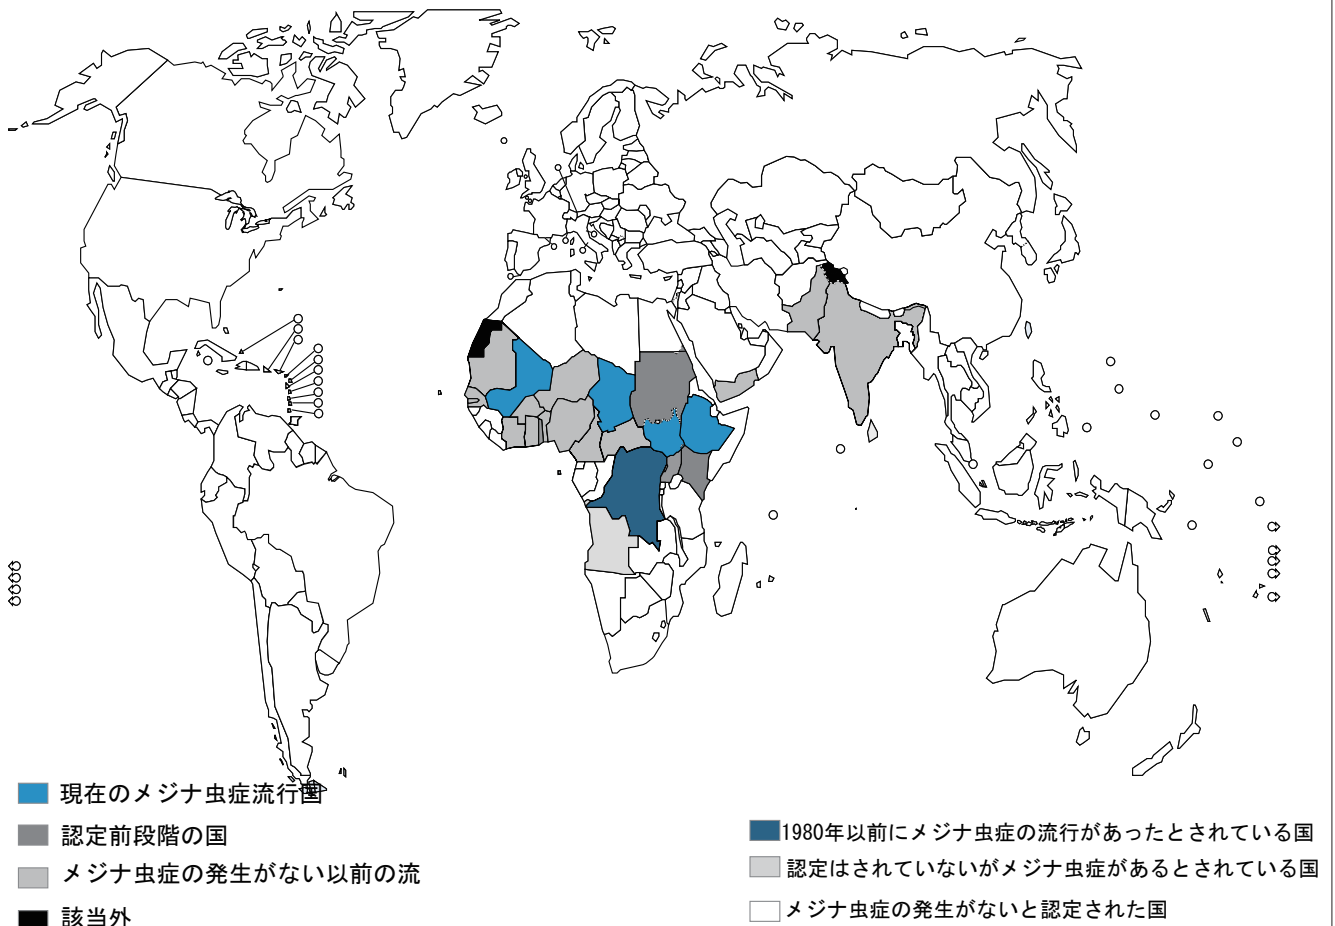 現在のメジナ虫症流行国
認定前段階の国
メジナ虫症の発生がない以前の流
該当外
1980年以前にメジナ虫症の流行があったとされている国
認定はされていないがメジナ虫症があるとされている国
メジナ虫症の発生がないと認定された国